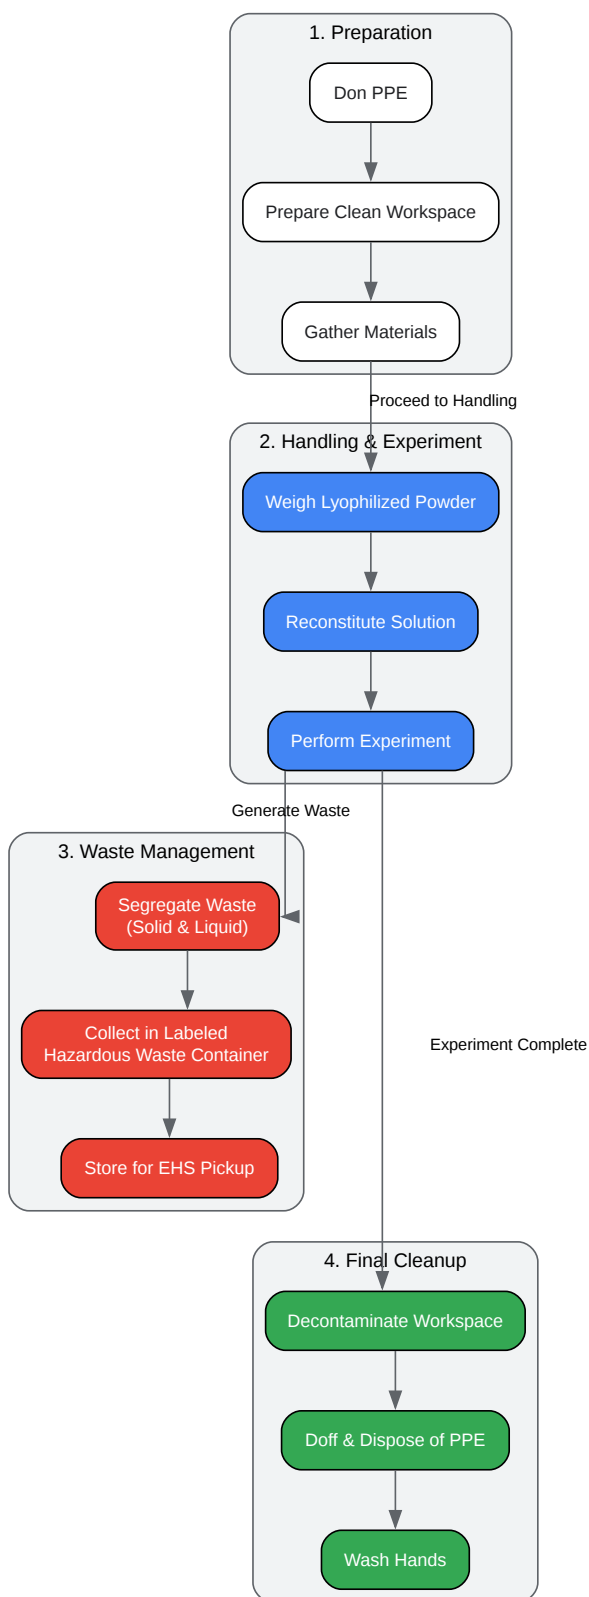 1. Preparation
Don PPE
Prepare Clean Workspace
Gather Materials
Proceed to Handling
2. Handling & Experiment
Weigh Lyophilized Powder
Reconstitute Solution
Perform Experiment
Generate Waste
3. Waste Management
Segregate Waste
(Solid & Liquid)
Collect in Labeled
Hazardous Waste Container
Store for EHS Pickup
Experiment Complete
4. Final Cleanup
Decontaminate Workspace
Doff & Dispose of PPE
Wash Hands